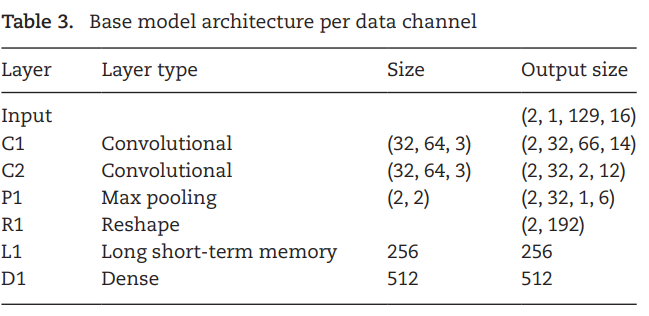 Table 3. Base model architecture per data channel
Layer Layer type Size Output size
Input (2, 1, 129, 16)
C1 Convolutional (32, 64, 3) (2, 32, 66, 14)
C2 Convolutional (32, 64, 3) (2, 32, 2, 12)
P1 Max pooling (2, 2) (2, 32, 1, 6)
R1 Reshape (2, 192)
L1 Long short-term memory 256 256
D1 Dense 512 512